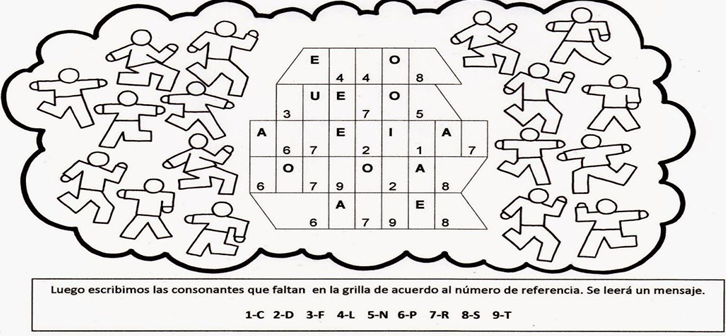 E 4 4 O 8
3 U E 7 O 5
A 6 7 E 2 I 1 A 7
6 O 7 9 O 2 A 8
6 A 7 9 E 8
Luego escribimos las consonantes que faltan en la grilla de acuerdo al número de referencia. Se leerá un mensaje.
1-C 2-D 3-F 4-L 5-N 6-P 7-R 8-S 9-T